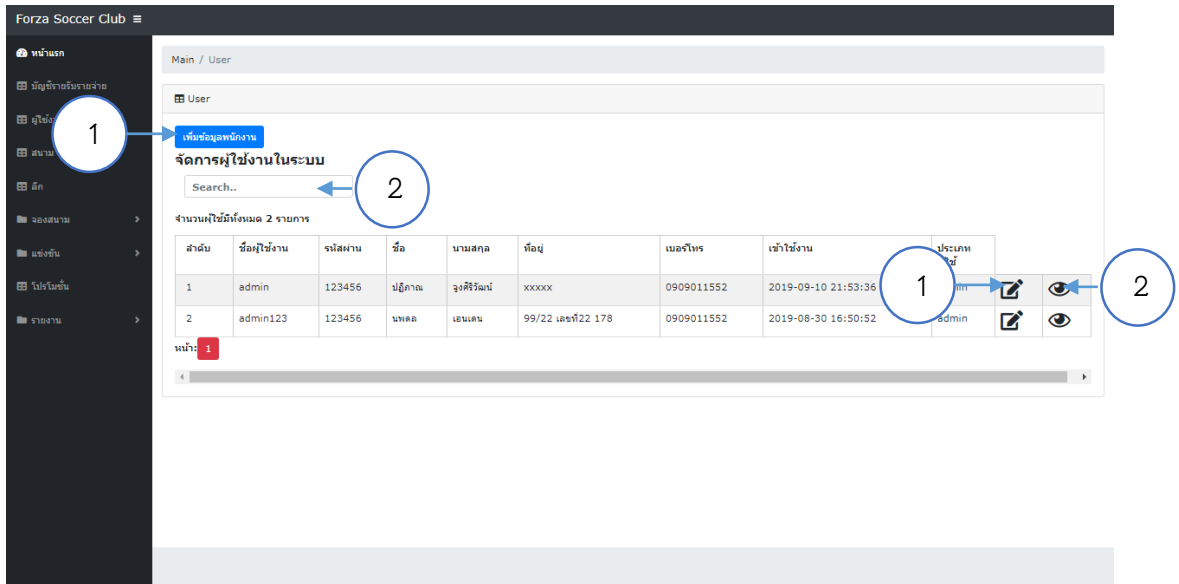 Forza Soccer Club
หน้าแรก
Main / User
บัญชีรายรับรายจ่าย
User
1
เพิ่มข้อมูลพนักงาน
สนาม
จัดการผู้ใช้งานในระบบ
Search..
2
ลีก
จำนวนผู้ใช้มีทั้งหมด 2 รายการ
จองสนาม
ลำดับ ชื่อผู้ใช้งาน รหัสผ่าน ชื่อ นามสกุล ที่อยู่ เบอร์โทร เข้าใช้งาน ประเภท
แข่งขัน
1 admin 123456 ปฏิภาณ จูงศิริวัฒน์ xxxxx 0909011552 2019-09-10 21:53:36
1
2
โปรโมชั่น
2 admin123 123456 นพดล เอนเดน 99/22 เลขที่22 178 0909011552 2019-08-30 16:50:52 admin
รายงาน
หน้า: 1